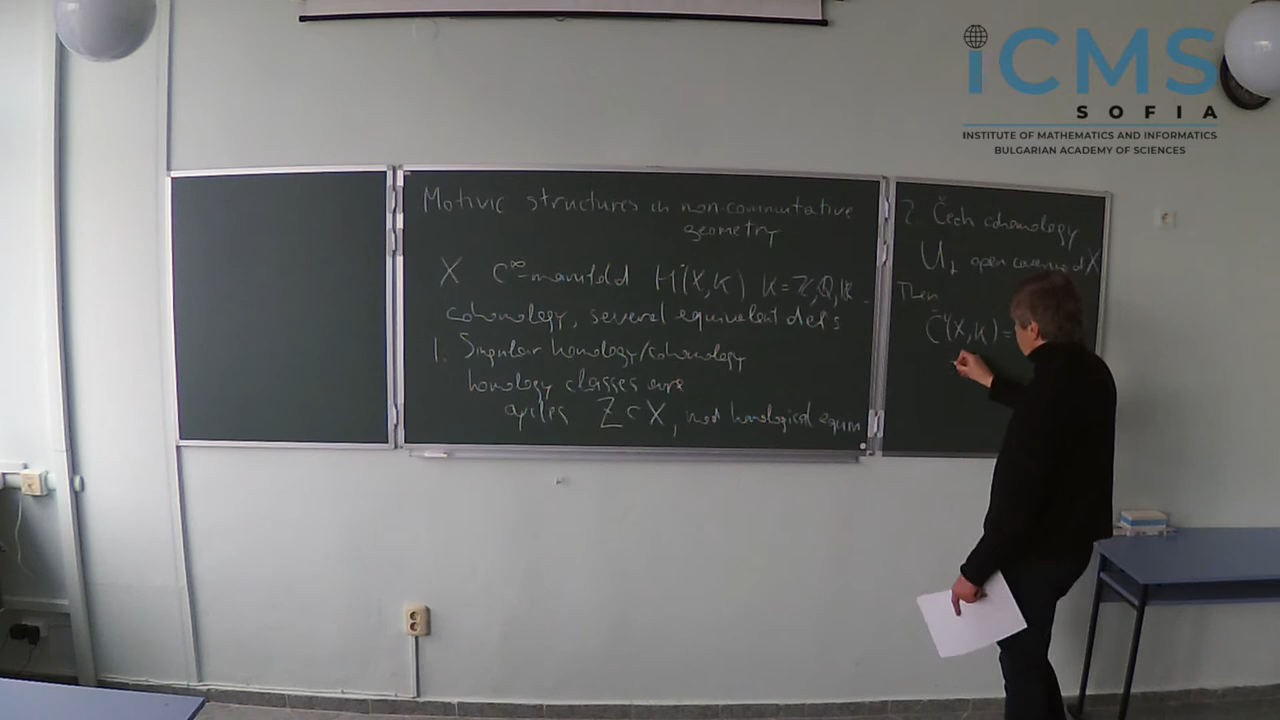 iCMS
SOFIA
INSTITUTE OF MATHEMATICS AND INFORMATICS
BULGARIAN ACADEMY OF SCIENCES
Motivic structures in non-commutative
geometry
X C^∞-manifold H^i(X,K) K = Z, Q, R
cohomology, several equivalent defs
1. Singular homology/cohomology
homology classes are
cycles Z ⊂ X, mod homological equiv
2. Čech cohomology
open covering of X
Then
(X,K) =